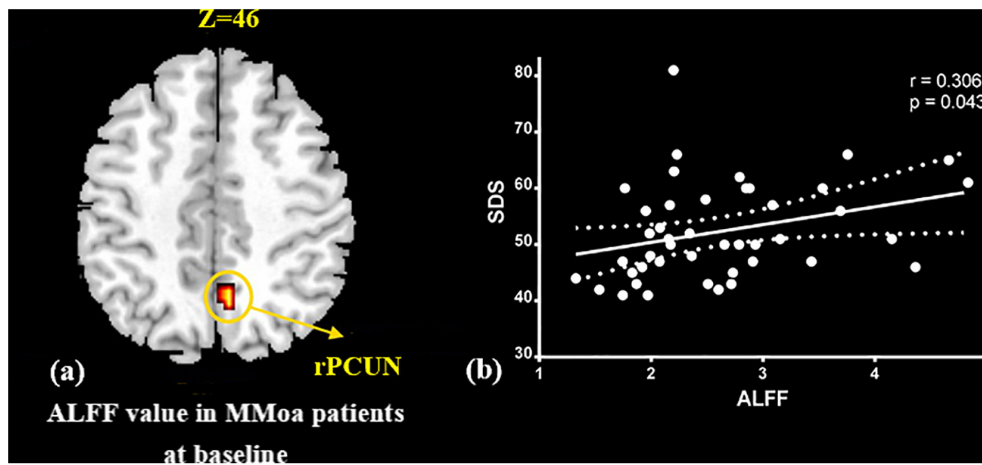 Z=46
rPCUN
(a)
ALFF value in MMoa patients
at baseline
r = 0.306
p = 0.043
80
70
60
50
40
30
SDS
1
2
3
4
ALFF
(b)